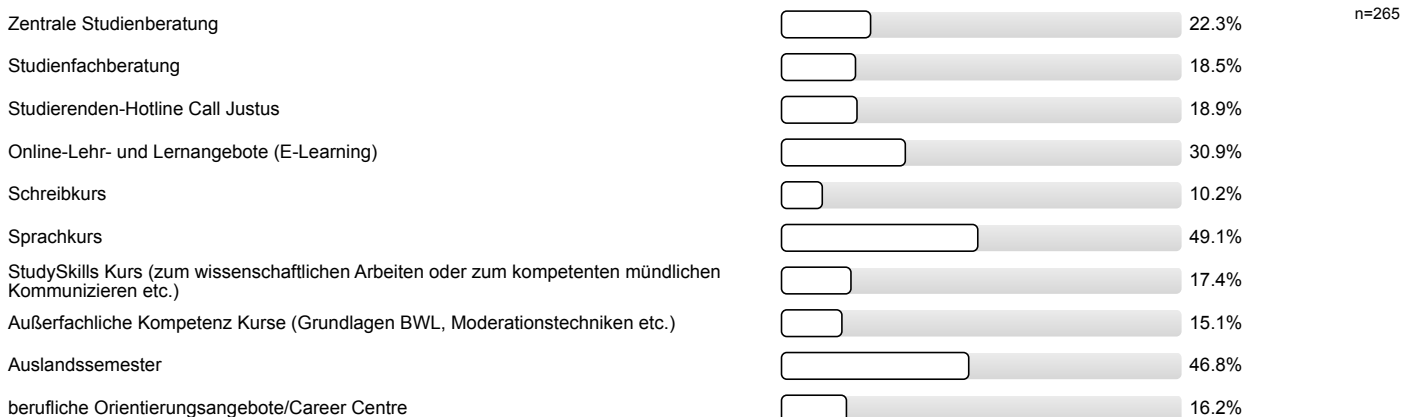 Zentrale Studienberatung 22.3% n=265
Studienfachberatung 18.5%
Studierenden-Hotline Call Justus 18.9%
Online-Lehr- und Lernangebote (E-Learning) 30.9%
Schreibkurs 10.2%
Sprachkurs 49.1%
StudySkills Kurs (zum wissenschaftlichen Arbeiten oder zum kompetenten mündlichen
Kommunizieren etc.) 17.4%
Außerfachliche Kompetenz Kurse (Grundlagen BWL, Moderationstechniken etc.) 15.1%
Auslandssemester 46.8%
berufliche Orientierungsangebote/Career Centre 16.2%